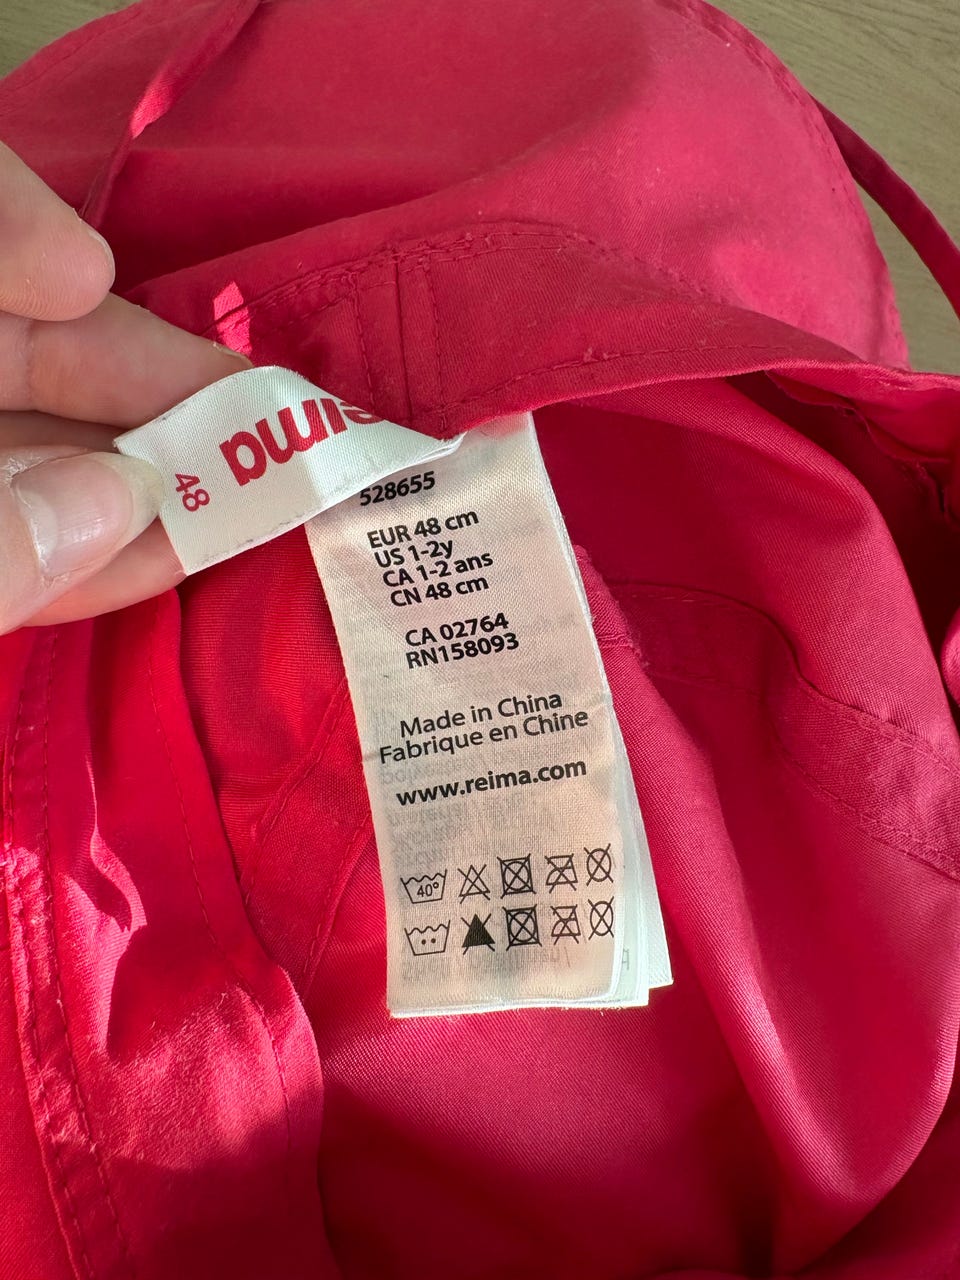 reima
48
528655
EUR 48 cm
US 1-2y
CA 1-2 ans
CN 48 cm
CA 02764
RN158093
Made in China
Fabrique en Chine
www.reima.com
40°